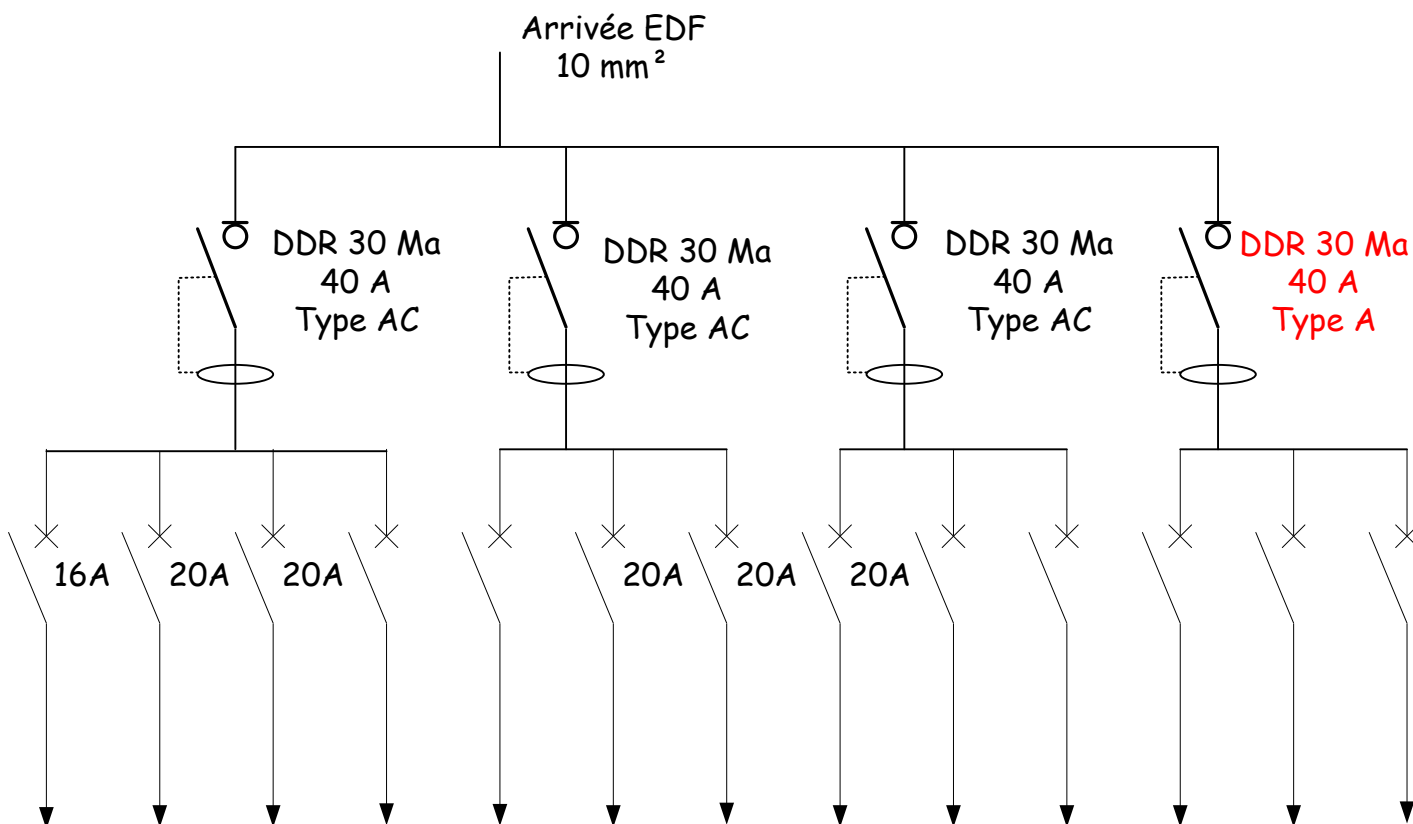 Arrivée EDF
10 mm²
DDR 30 Ma
40 A
Type AC
DDR 30 Ma
40 A
Type AC
DDR 30 Ma
40 A
Type AC
DDR 30 Ma
40 A
Type A
16A
20A
20A
20A
20A
20A